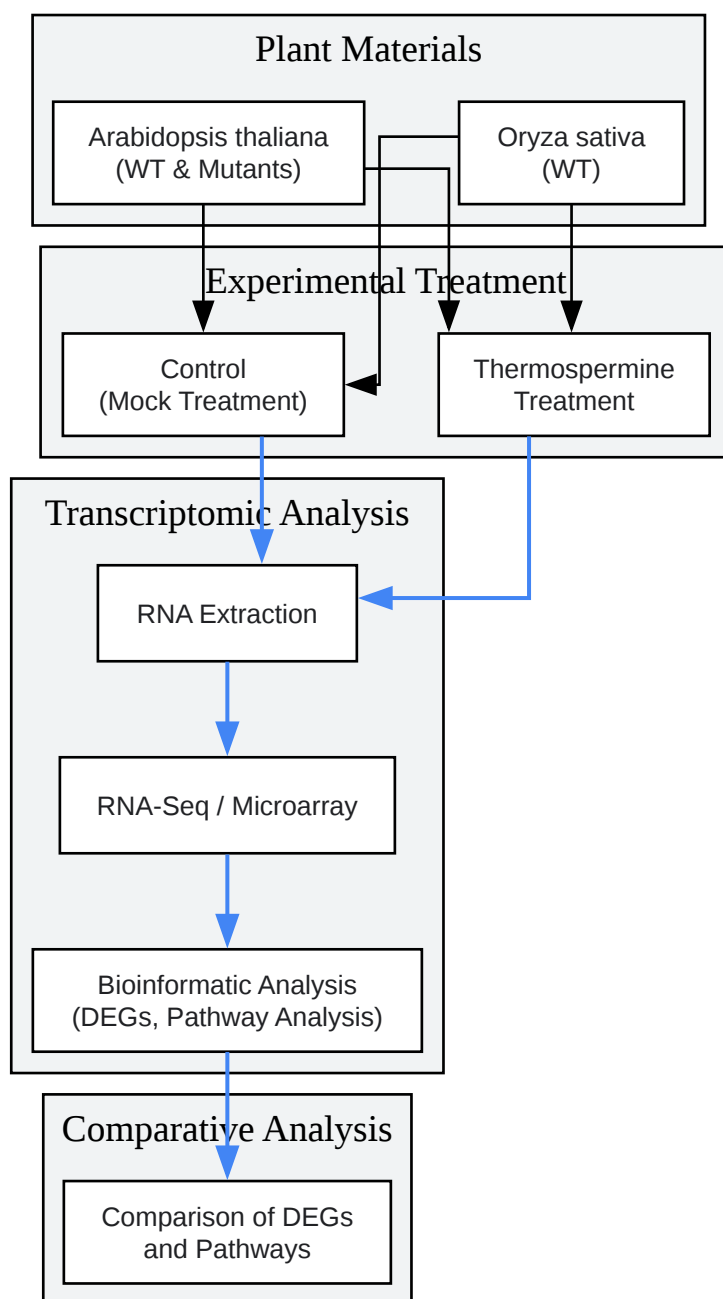 Plant Materials
Arabidopsis thaliana
(WT & Mutants)
Oryza sativa
(WT)
Experimental Treatment
Control
(Mock Treatment)
Thermospermine
Treatment
Transcriptomic Analysis
RNA Extraction
RNA-Seq / Microarray
Bioinformatic Analysis
(DEGs, Pathway Analysis)
Comparative Analysis
Comparison of DEGs
and Pathways